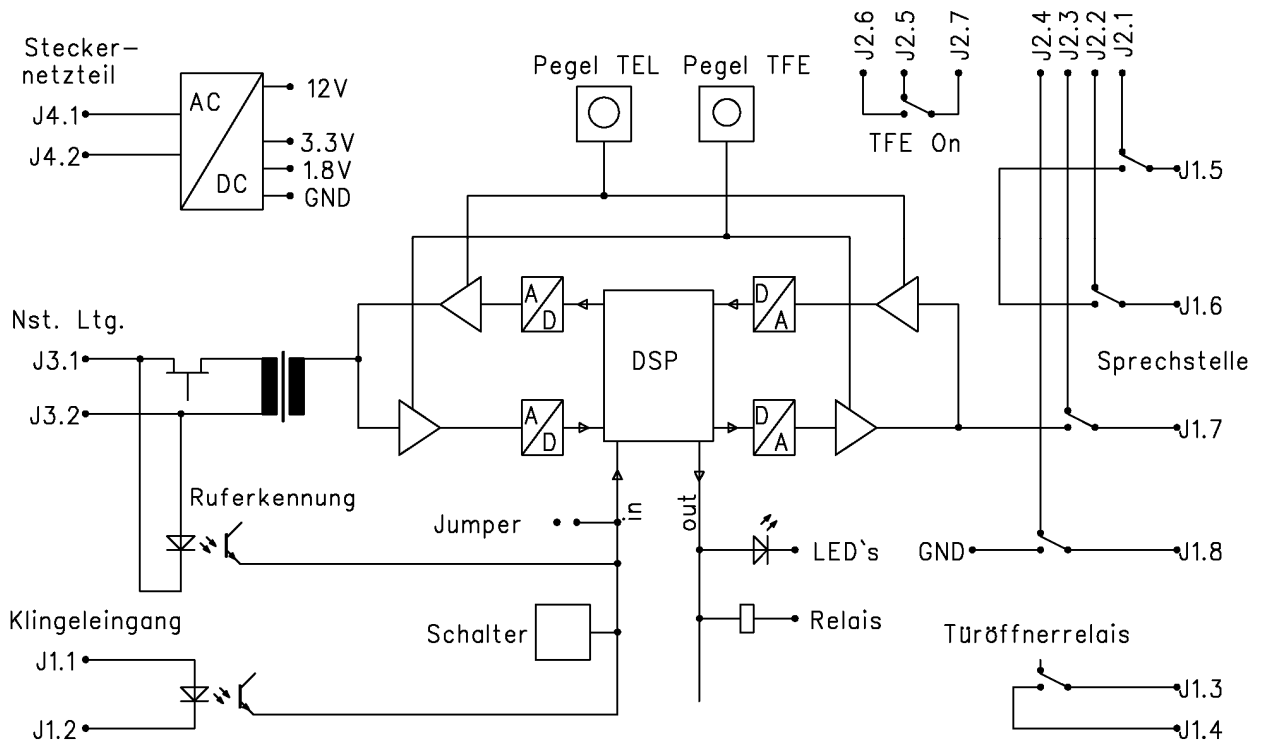 Stecker-
netzteil
J4.1
J4.2
AC
DC
12V
3.3V
1.8V
GND
Pegel TEL
Pegel TFE
J2.6
J2.5
J2.7
TFE On
J2.4
J2.3
J2.2
J2.1
J1.5
J1.6
Sprechstelle
J1.7
J1.8
GND
Nst. Ltg.
J3.1
J3.2
A
D
D
A
DSP
A
D
D
A
Ruferkennung
Jumper
in
out
LED`s
Relais
Schalter
Klingeleingang
J1.1
J1.2
Türöffnerrelais
J1.3
J1.4